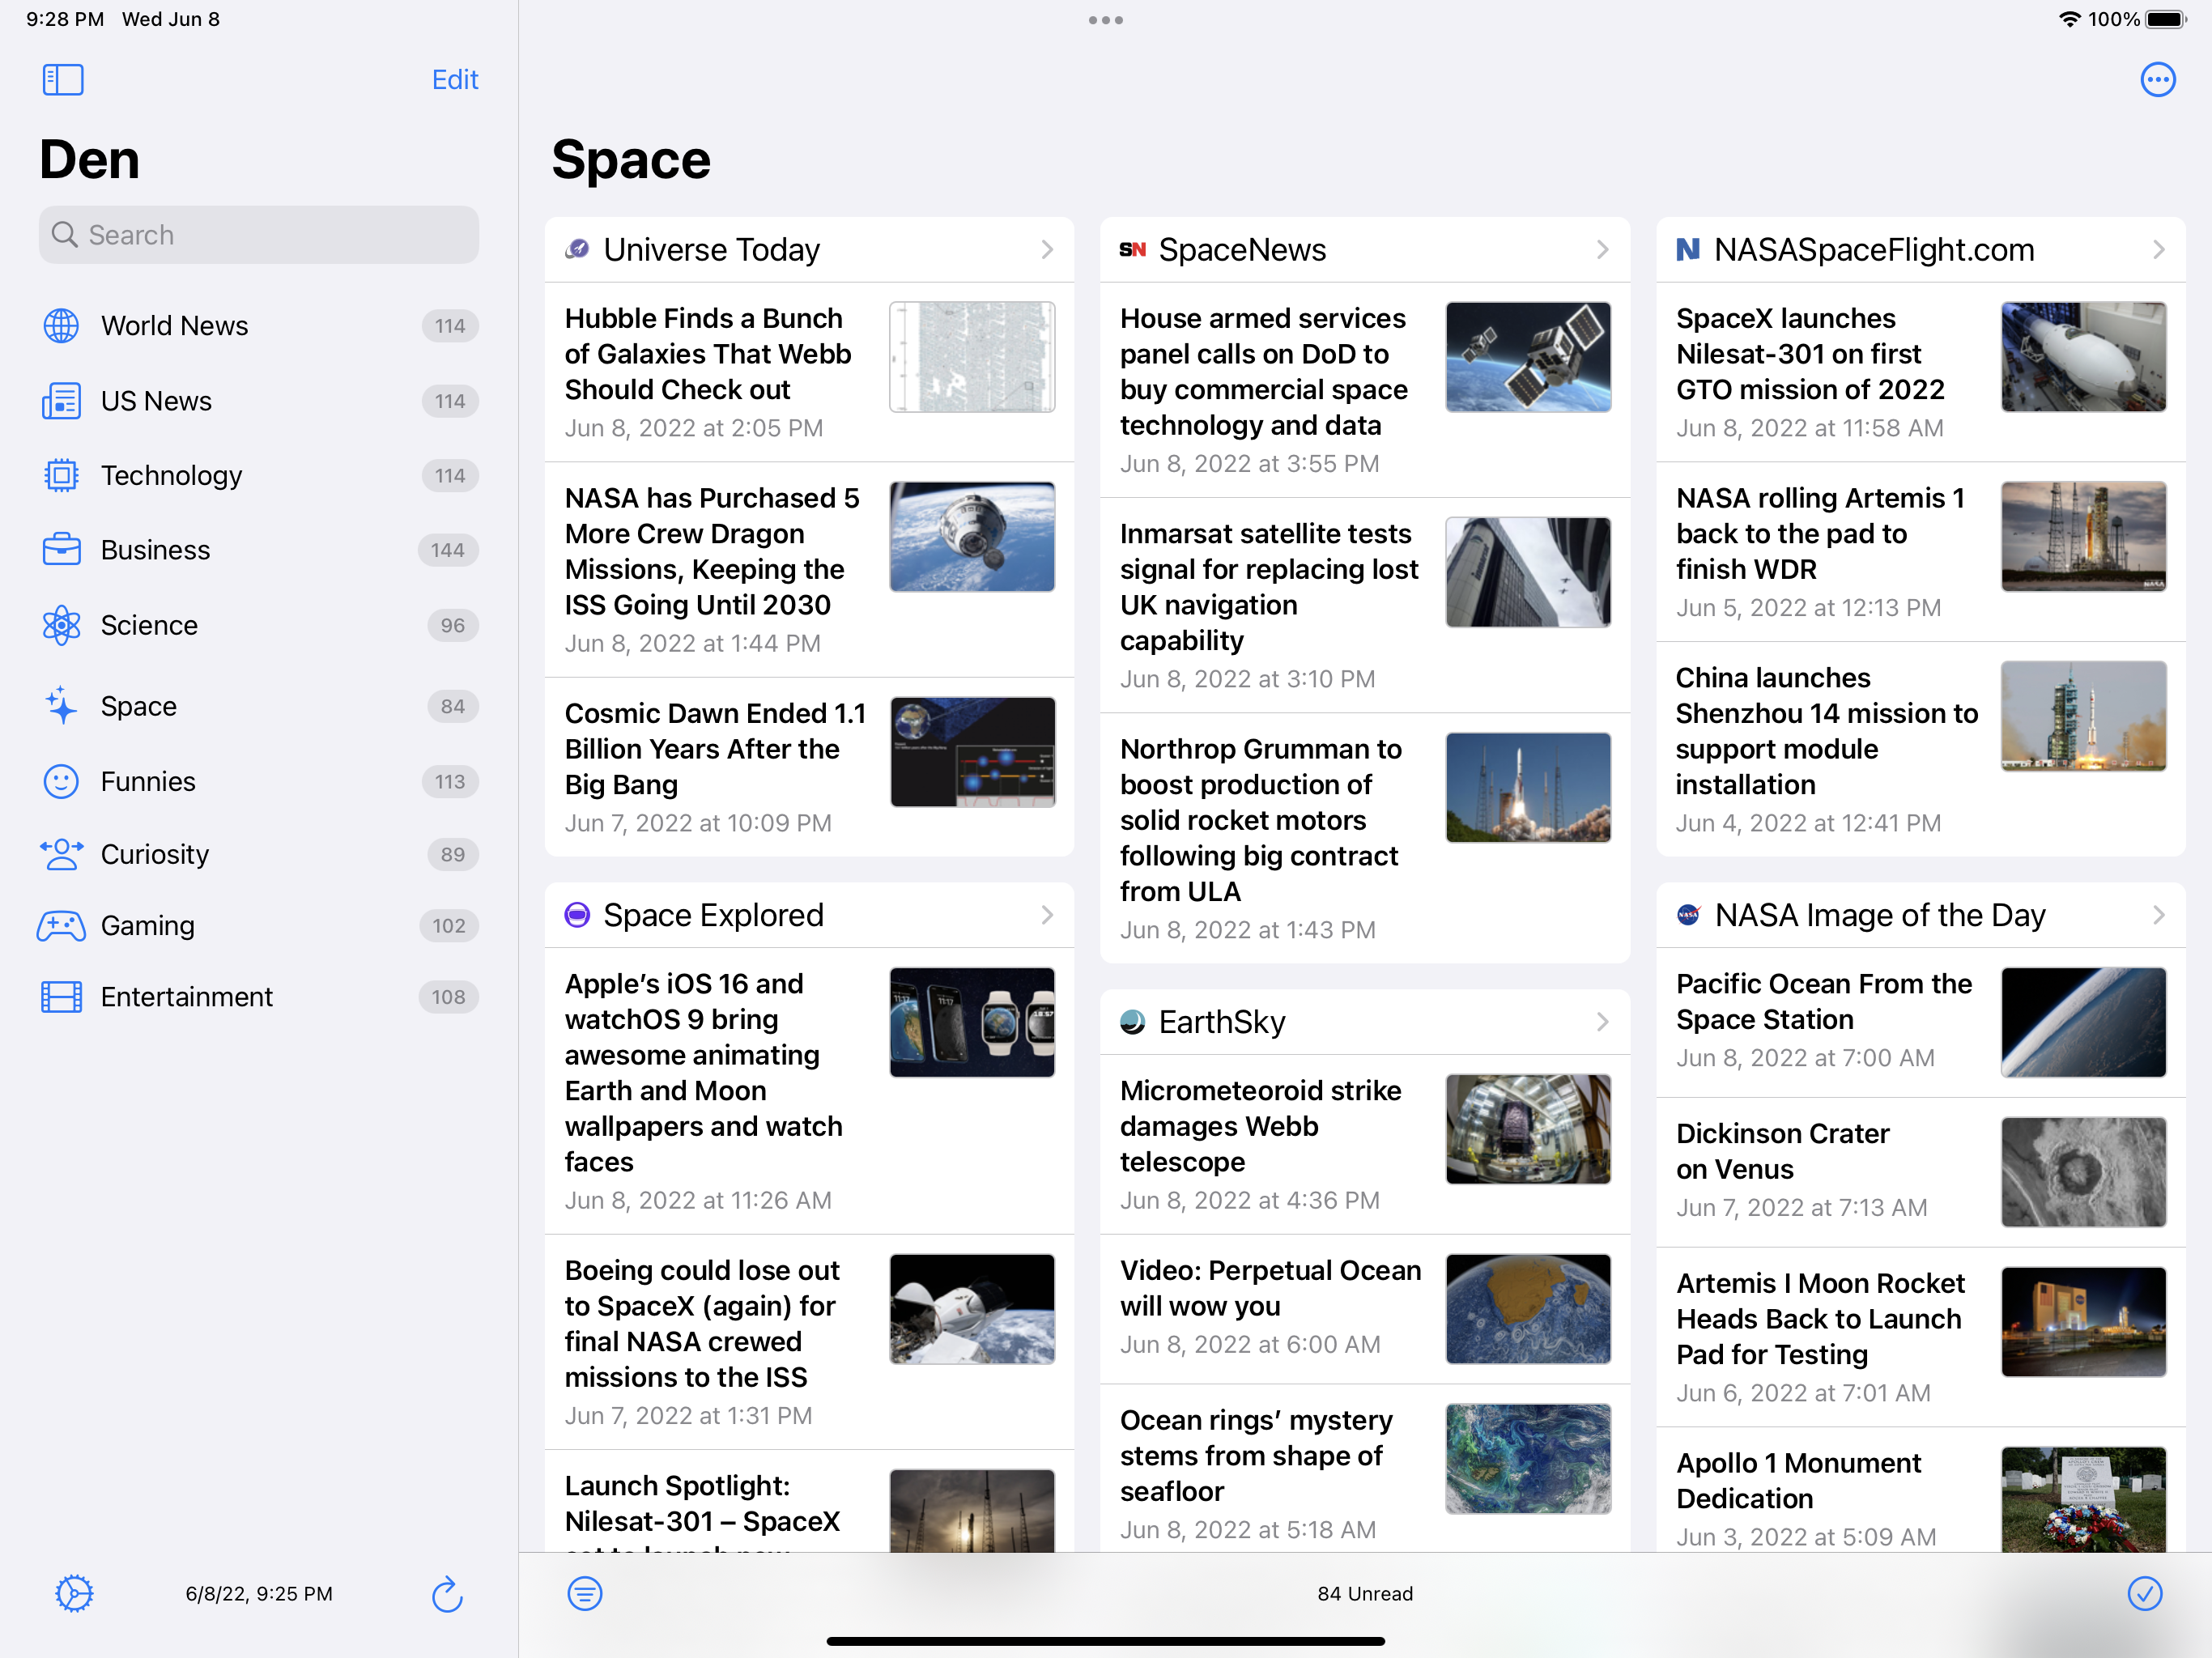 9:28 PM Wed Jun 8
100%
Edit
Den
Search
World News 114
US News 114
Technology 114
Business 144
Science 96
Space 84
Funnies 113
Curiosity 89
Gaming 102
Entertainment 108
6/8/22, 9:25 PM
Space
Universe Today
Hubble Finds a Bunch
of Galaxies That Webb
Should Check out
Jun 8, 2022 at 2:05 PM
NASA has Purchased 5
More Crew Dragon
Missions, Keeping the
ISS Going Until 2030
Jun 8, 2022 at 1:44 PM
Cosmic Dawn Ended 1.1
Billion Years After the
Big Bang
Jun 7, 2022 at 10:09 PM
Space Explored
Apple’s iOS 16 and
watchOS 9 bring
awesome animating
Earth and Moon
wallpapers and watch
faces
Jun 8, 2022 at 11:26 AM
Boeing could lose out
to SpaceX (again) for
final NASA crewed
missions to the ISS
Jun 7, 2022 at 1:31 PM
Launch Spotlight:
Nilesat-301 – SpaceX
SN SpaceNews
House armed services
panel calls on DoD to
buy commercial space
technology and data
Jun 8, 2022 at 3:55 PM
Inmarsat satellite tests
signal for replacing lost
UK navigation
capability
Jun 8, 2022 at 3:10 PM
Northrop Grumman to
boost production of
solid rocket motors
following big contract
from ULA
Jun 8, 2022 at 1:43 PM
EarthSky
Micrometeoroid strike
damages Webb
telescope
Jun 8, 2022 at 4:36 PM
Video: Perpetual Ocean
will wow you
Jun 8, 2022 at 6:00 AM
Ocean rings’ mystery
stems from shape of
seafloor
Jun 8, 2022 at 5:18 AM
N NASASpaceFlight.com
SpaceX launches
Nilesat-301 on first
GTO mission of 2022
Jun 8, 2022 at 11:58 AM
NASA rolling Artemis 1
back to the pad to
finish WDR
Jun 5, 2022 at 12:13 PM
China launches
Shenzhou 14 mission to
support module
installation
Jun 4, 2022 at 12:41 PM
NASA NASA Image of the Day
Pacific Ocean From the
Space Station
Jun 8, 2022 at 7:00 AM
Dickinson Crater
on Venus
Jun 7, 2022 at 7:13 AM
Artemis I Moon Rocket
Heads Back to Launch
Pad for Testing
Jun 6, 2022 at 7:01 AM
Apollo 1 Monument
Dedication
Jun 3, 2022 at 5:09 AM
84 Unread